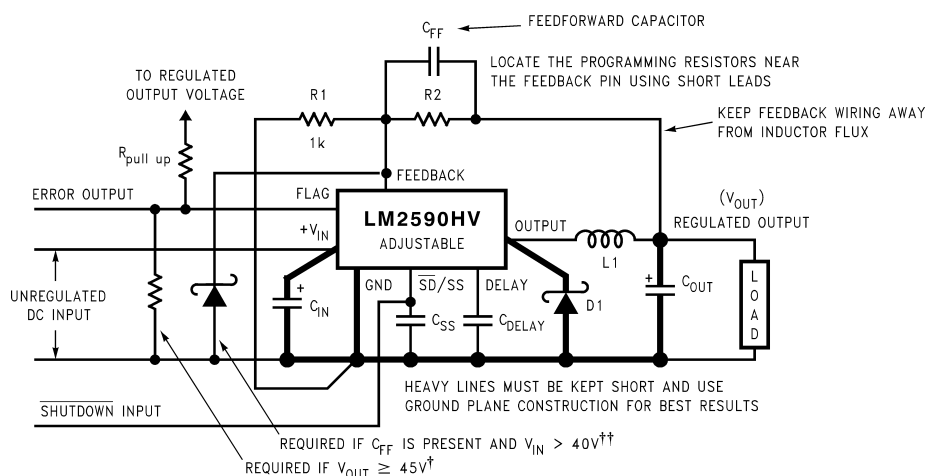 C_FF
FEEDFORWARD CAPACITOR
LOCATE THE PROGRAMMING RESISTORS NEAR
THE FEEDBACK PIN USING SHORT LEADS
TO REGULATED
OUTPUT VOLTAGE
R1
R2
1k
KEEP FEEDBACK WIRING AWAY
FROM INDUCTOR FLUX
R_pull up
FEEDBACK
ERROR OUTPUT
FLAG
LM2590HV
ADJUSTABLE
+V_IN
OUTPUT
(V_OUT)
REGULATED OUTPUT
L1
UNREGULATED
DC INPUT
+
C_IN
GND
S̅D̅/SS
DELAY
C_SS
C_DELAY
D1
+
C_OUT
LOAD
HEAVY LINES MUST BE KEPT SHORT AND USE
GROUND PLANE CONSTRUCTION FOR BEST RESULTS
S̅H̅U̅T̅D̅O̅W̅N̅ INPUT
REQUIRED IF C_FF IS PRESENT AND V_IN > 40V††
REQUIRED IF V_OUT ≥ 45V†